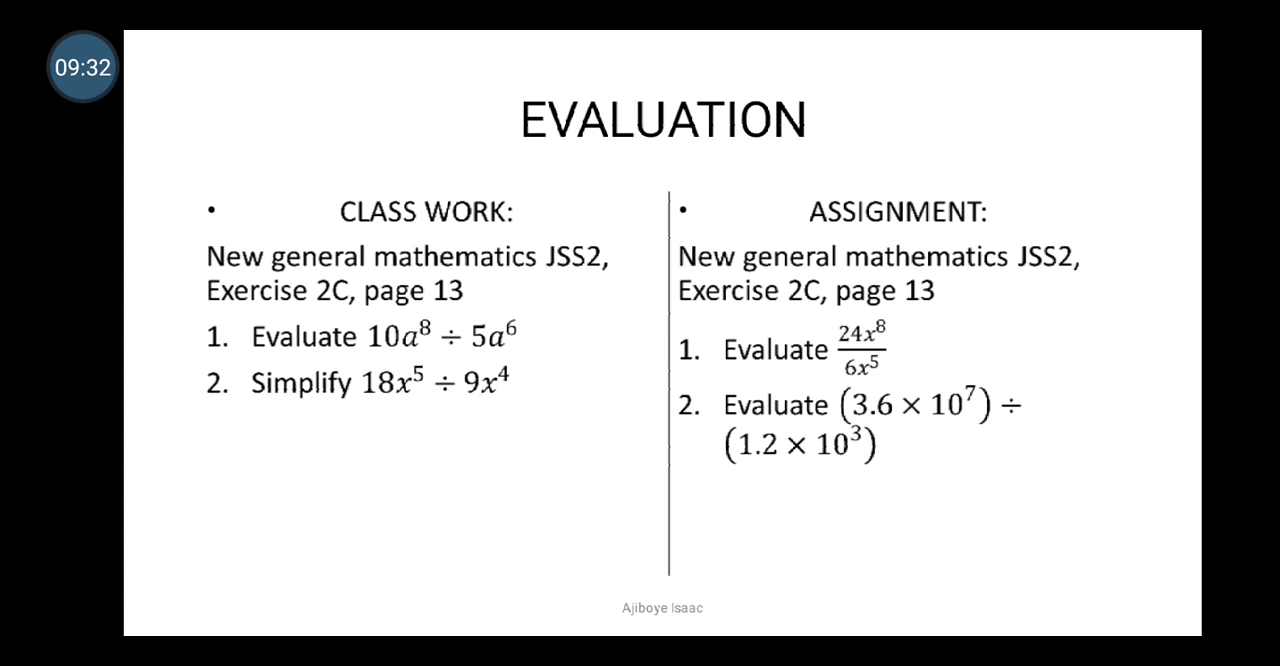 09:32
EVALUATION
• CLASS WORK:
New general mathematics JSS2,
Exercise 2C, page 13
1. Evaluate 10a⁸ ÷ 5a⁶
2. Simplify 18x⁵ ÷ 9x⁴
• ASSIGNMENT:
New general mathematics JSS2,
Exercise 2C, page 13
1. Evaluate 24x⁸/6x⁵
2. Evaluate (3.6 × 10⁷) ÷
(1.2 × 10³)
Ajiboye Isaac